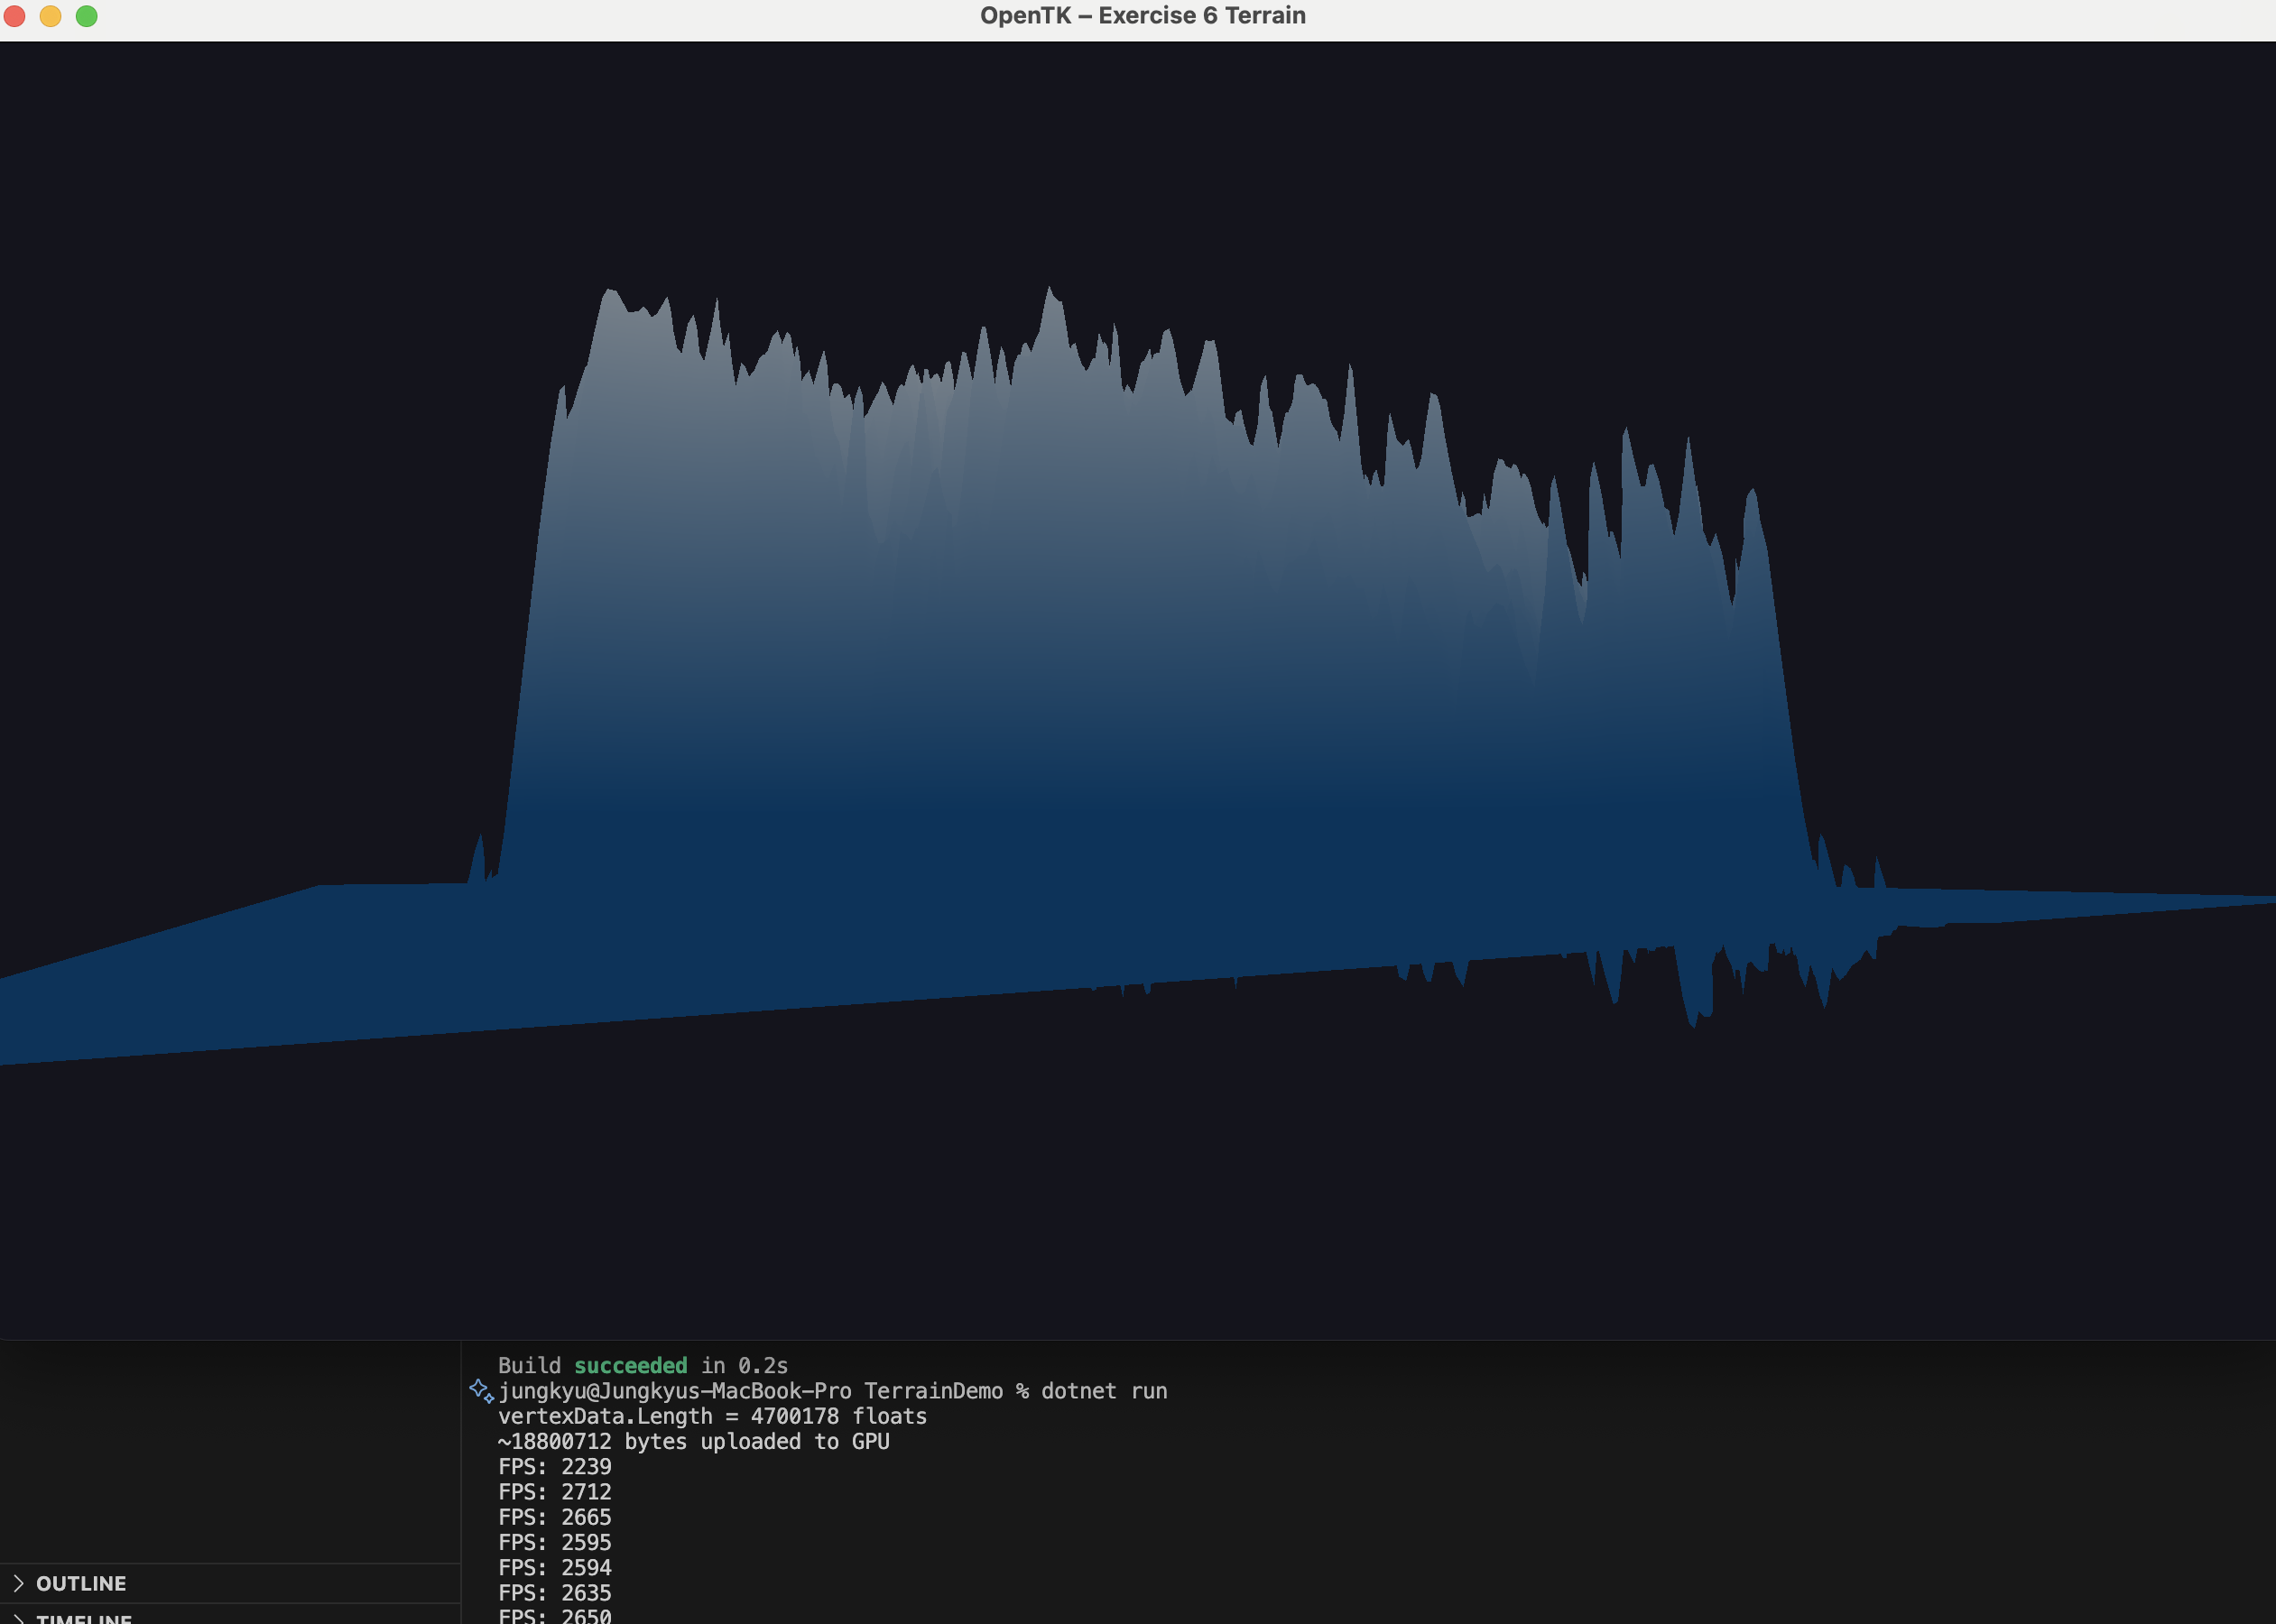 OpenTK – Exercise 6 Terrain
Build succeeded in 0.2s
jungkyu@Jungkyus-MacBook-Pro TerrainDemo % dotnet run
vertexData.Length = 4700178 floats
~18800712 bytes uploaded to GPU
FPS: 2239
FPS: 2712
FPS: 2665
FPS: 2595
FPS: 2594
FPS: 2635
FPS: 2650
OUTLINE
TIMELINE